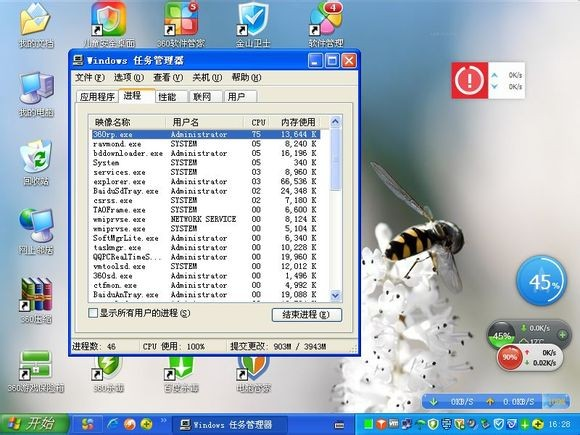 我的文档
儿童安全桌面
360软件管家
金山卫士
软件管理
5
4
Windows 任务管理器
文件(F) 选项(O) 查看(V) 关机(U) 帮助(H)
应用程序 进程 性能 联网 用户
映像名称 用户名 CPU 内存使用
360rp.exe Administrator 75 13,644 K
ravmond.exe SYSTEM 05 8,240 K
bddownloader.exe SYSTEM 05 16,196 K
System SYSTEM 05 340 K
services.exe SYSTEM 03 8,960 K
explorer.exe Administrator 03 66,536 K
BaiduSdTray.exe Administrator 02 24,348 K
csrss.exe SYSTEM 02 7,180 K
TAOFrame.exe SYSTEM 00 6,600 K
wmiprvse.exe NETWORK SERVICE 00 8,124 K
wmiprvse.exe SYSTEM 00 5,104 K
SoftMgrLite.exe Administrator 00 6,340 K
taskmgr.exe Administrator 00 10,228 K
QQPCRealTimeS... Administrator 00 19,960 K
vmtoolsd.exe SYSTEM 00 12,012 K
360sd.exe Administrator 00 1,496 K
ctfmon.exe Administrator 00 4,992 K
BaiduAnTray.exe Administrator 00 19,088 K
显示所有用户的进程(S)
结束进程(E)
进程数: 46 CPU 使用: 100% 提交更改: 903M / 3943M
我的电脑
回收站
网上邻居
360压缩
360游戏保险箱
360杀毒
百度杀毒
电脑管家
0K/s
0K/s
45%
45%
0.0K/s
17℃
90%
0K/s
0.02K/s
0KB/S 0.0KB/S 100%
开始
Windows 任务管理器
16:28